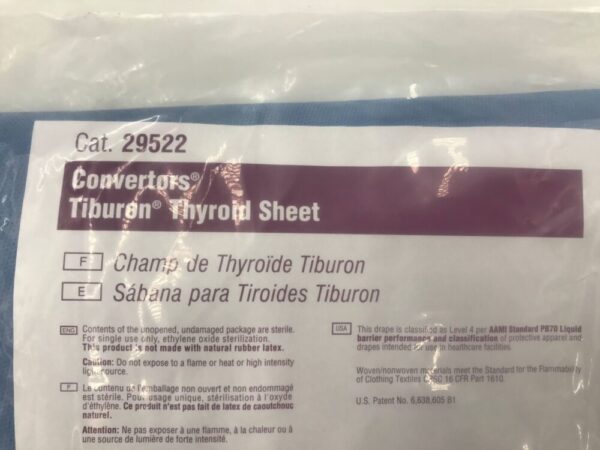 Cat. 29522
Convertors®
Tiburon® Thyroid Sheet
F Champ de Thyroïde Tiburon
E Sábana para Tiroides Tiburon
ENG Contents of the unopened, undamaged package are sterile.
For single use only, ethylene oxide sterilization.
This product is not made with natural rubber latex.
Caution: Do not expose to a flame or heat or high intensity
light source.
F Le contenu de l'emballage non ouvert et non endommagé
est stérile. Pour usage unique, stérilisation à l'oxyde
d'éthylène. Ce produit n'est pas fait de latex de caoutchouc
naturel.
Attention: Ne pas exposer à une flamme, à la chaleur ou à
une source de lumière de forte intensité.
USA This drape is classified as Level 4 per AAMI Standard PB70 Liquid
barrier performance and classification of protective apparel and
drapes intended for use in healthcare facilities.
Woven/nonwoven materials meet the Standard for the Flammability
of Clothing Textiles CPSC 16 CFR Part 1610.
U.S. Patent No. 6,638,605 B1